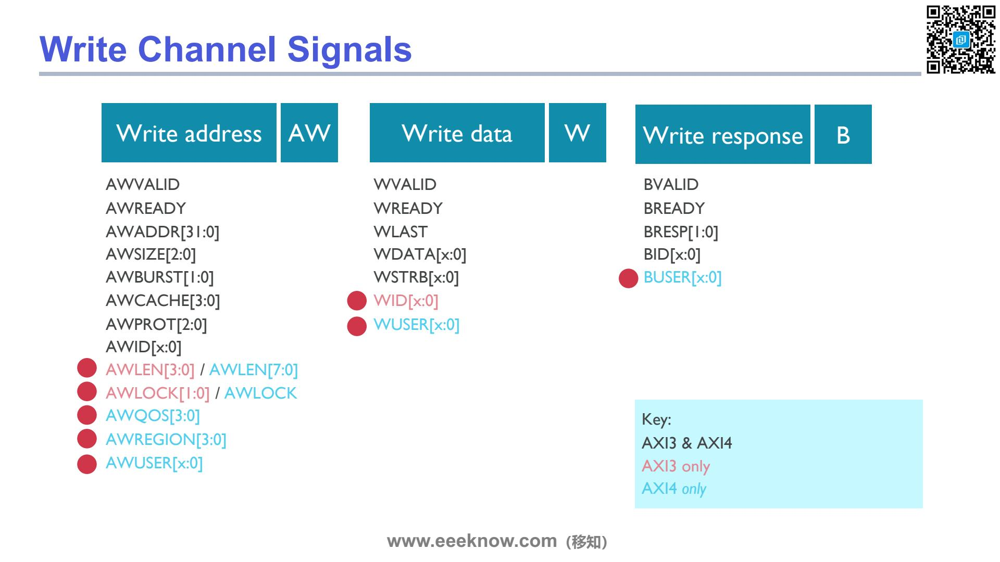 Write Channel Signals
Write address AW
AWVALID
AWREADY
AWADDR[31:0]
AWSIZE[2:0]
AWBURST[1:0]
AWCACHE[3:0]
AWPROT[2:0]
AWID[x:0]
AWLEN[3:0] / AWLEN[7:0]
AWLOCK[1:0] / AWLOCK
AWQOS[3:0]
AWREGION[3:0]
AWUSER[x:0]
Write data W
WVALID
WREADY
WLAST
WDATA[x:0]
WSTRB[x:0]
WID[x:0]
WUSER[x:0]
Write response B
BVALID
BREADY
BRESP[1:0]
BID[x:0]
BUSER[x:0]
Key:
AXI3 & AXI4
AXI3 only
AXI4 only
www.eeeknow.com (移知)